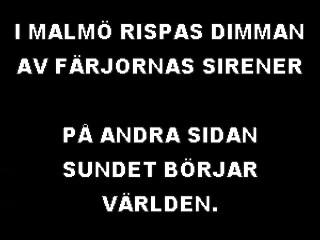 I MALMÖ RISPAS DIMMAN
AV FÄRJORNAS SIRENER
PÅ ANDRA SIDAN
SUNDET BÖRJAR
VÄRLDEN.